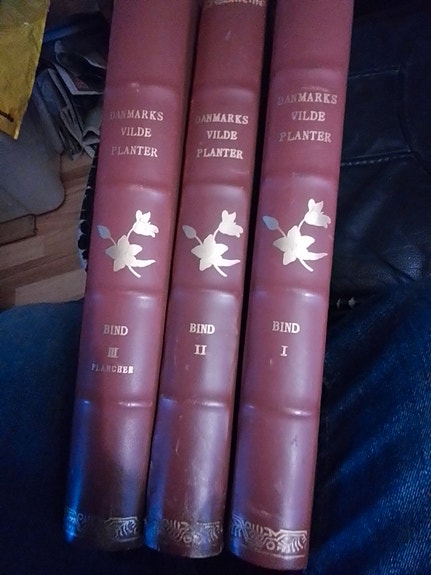 DANMARKS
VILDE
PLANTER
BIND
III
PLANCHER
DANMARKS
VILDE
PLANTER
BIND
II
DANMARKS
VILDE
PLANTER
BIND
I